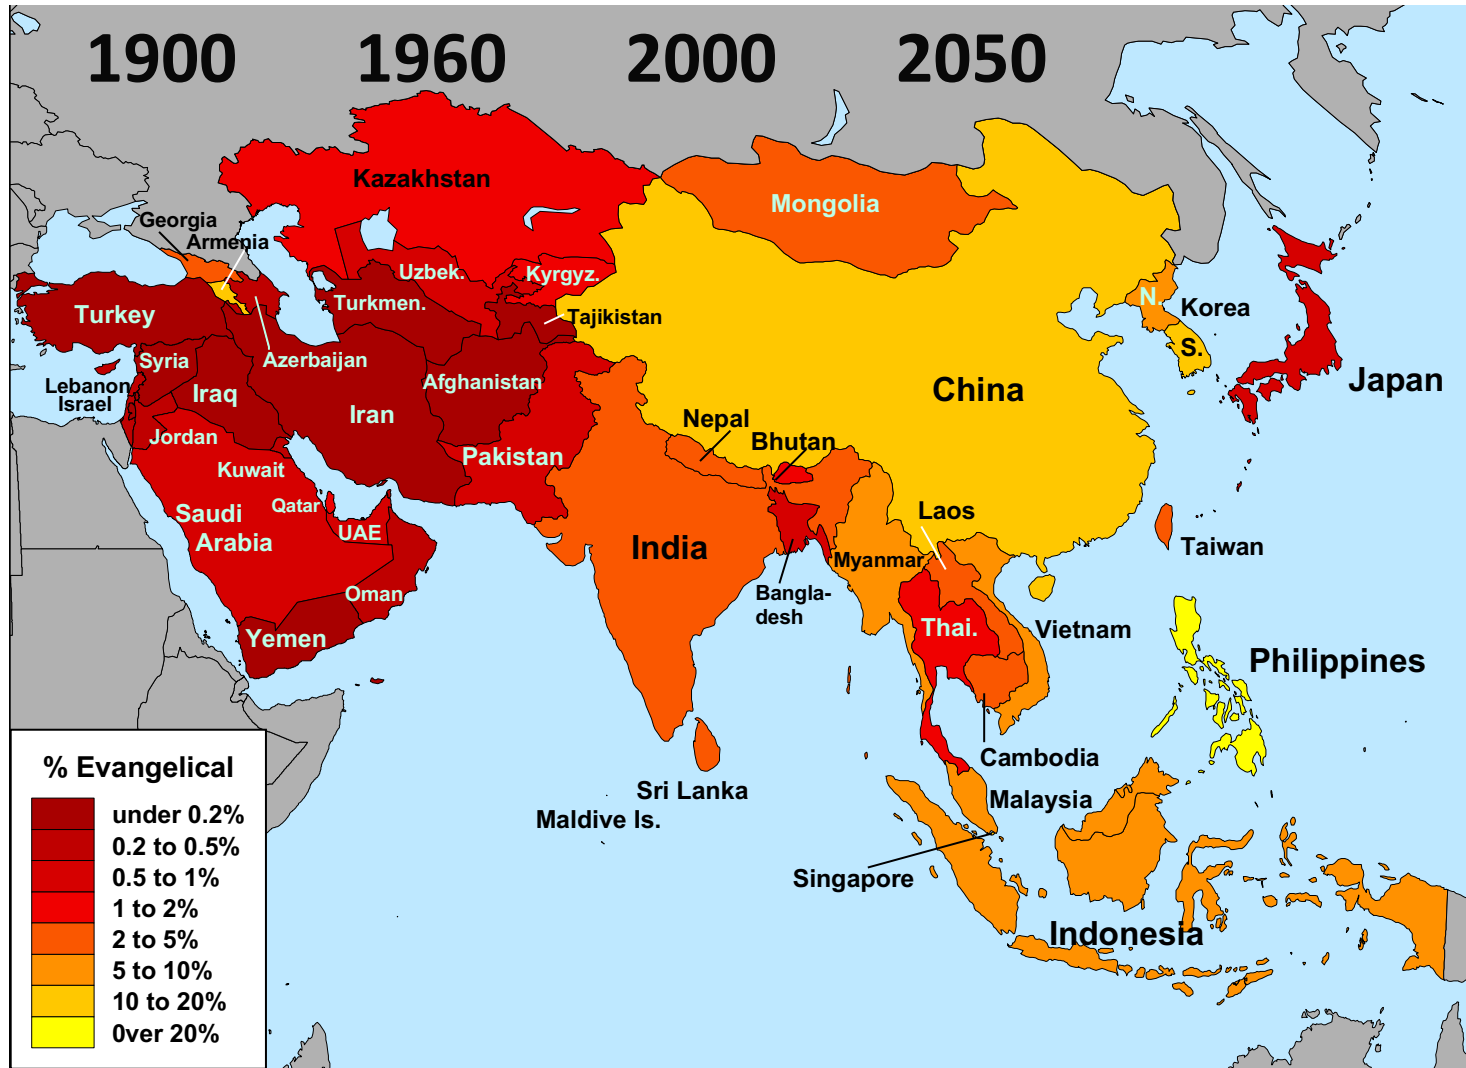 1900 1960 2000 2050
Kazakhstan
Mongolia
Georgia
Armenia
Uzbek.
Kyrgyz.
Turkmen.
Tajikistan
Turkey
N.
Korea
S.
Azerbaijan
Syria
Afghanistan
Lebanon
Israel
Iraq
Iran
China
Japan
Jordan
Nepal
Bhutan
Pakistan
Kuwait
Qatar
Saudi
Arabia
UAE
India
Laos
Myanmar
Taiwan
Bangla-
desh
Oman
Yemen
Thai.
Vietnam
Philippines
Cambodia
Sri Lanka
Maldive Is.
Malaysia
Singapore
Indonesia
% Evangelical
under 0.2%
0.2 to 0.5%
0.5 to 1%
1 to 2%
2 to 5%
5 to 10%
10 to 20%
0ver 20%